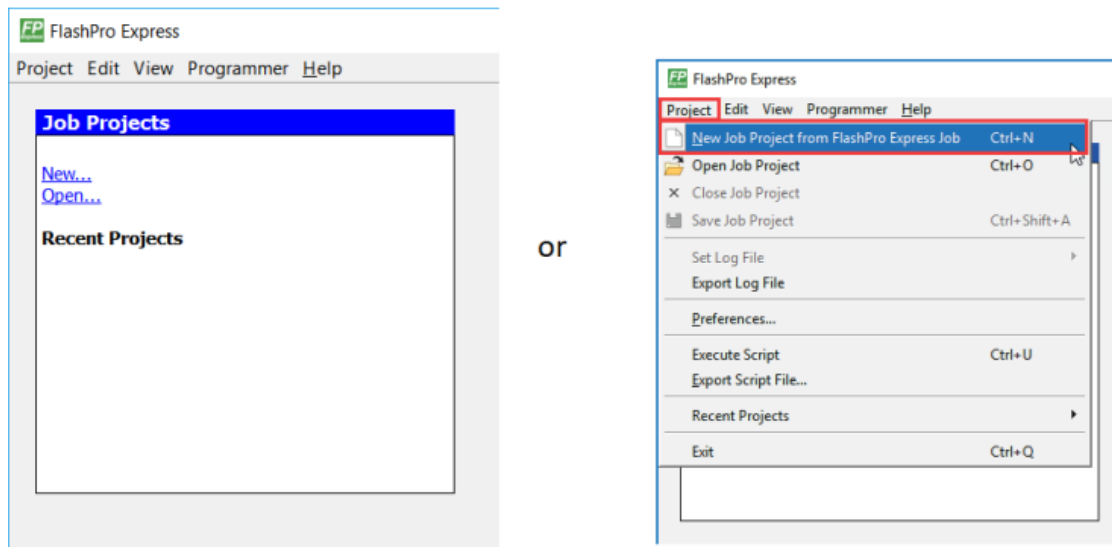 FP FlashPro Express
Project Edit View Programmer Help
Job Projects
New...
Open...
Recent Projects
or
FP FlashPro Express
Project Edit View Programmer Help
New Job Project from FlashPro Express Job Ctrl+N
Open Job Project Ctrl+O
Close Job Project
Save Job Project Ctrl+Shift+A
Set Log File
Export Log File
Preferences...
Execute Script Ctrl+U
Export Script File...
Recent Projects
Exit Ctrl+Q